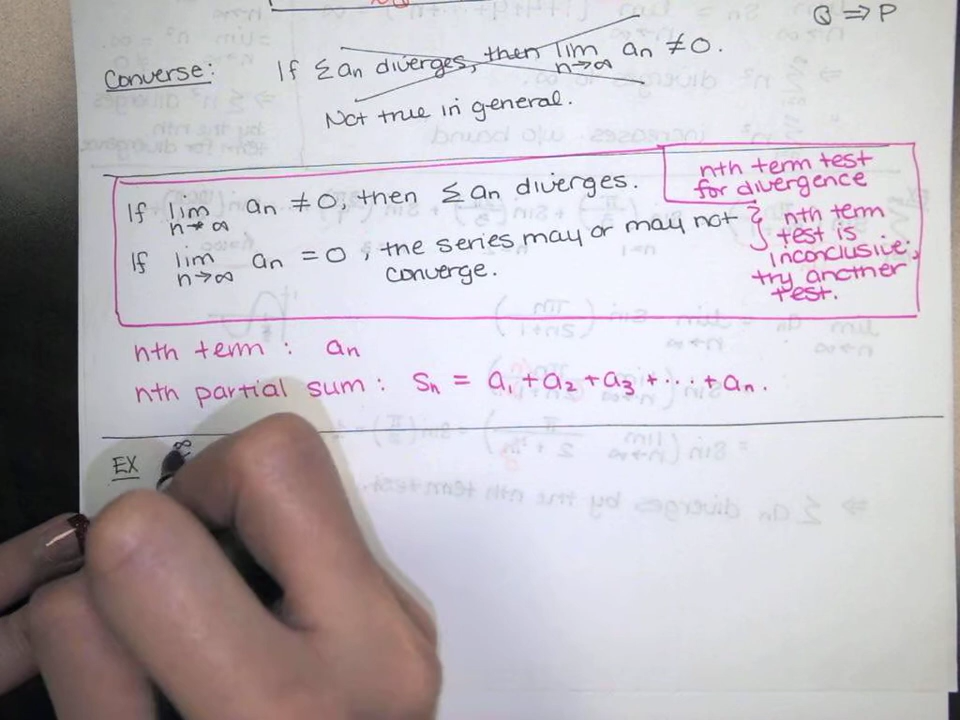 Q ⇒ P
Converse: If Σ an diverges, then lim n→∞ an ≠ 0.
Not true in general.
nth term test
for divergence
If lim n→∞ an ≠ 0, then Σ an diverges.
If lim n→∞ an = 0, the series may or may not
converge.
} nth term
test is
inconclusive;
try another
test.
nth term: an
nth partial sum: Sn = a1 + a2 + a3 + ... + an.
EX ∞